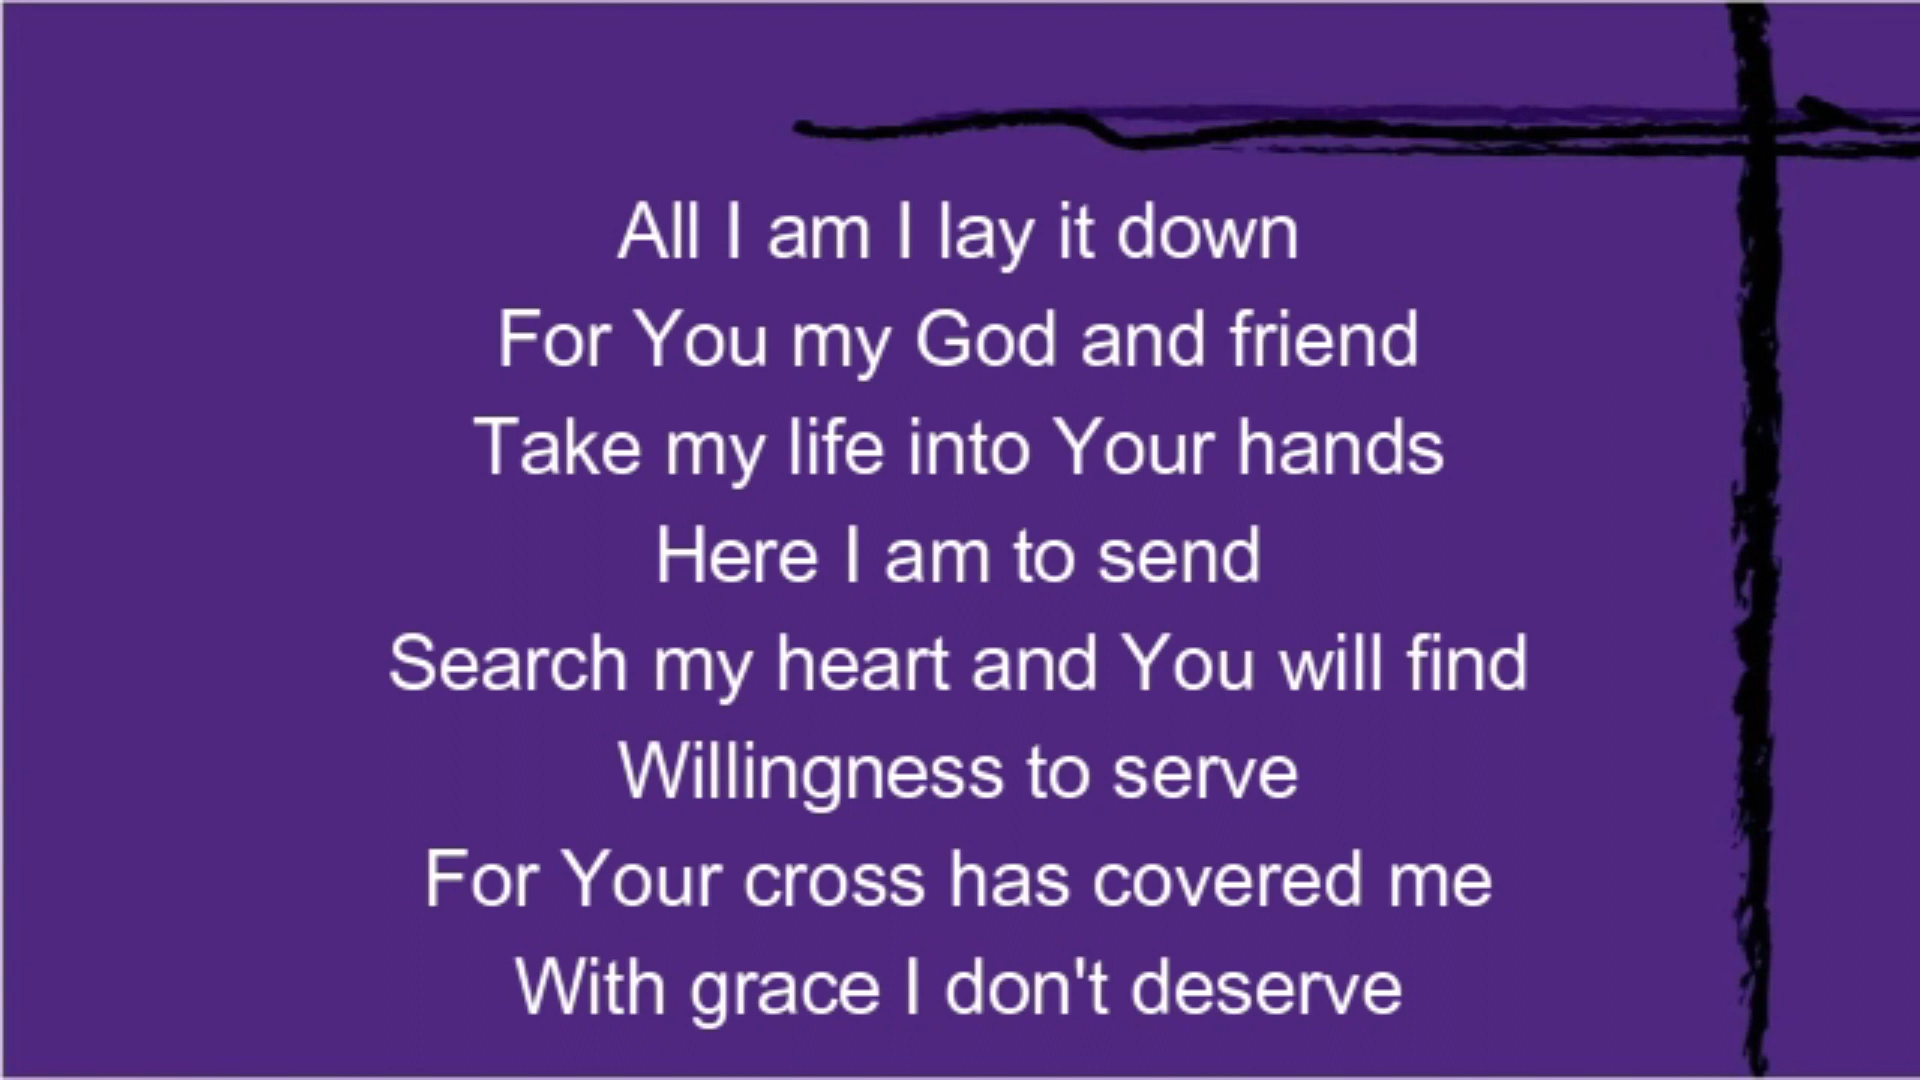 All I am I lay it down
For You my God and friend
Take my life into Your hands
Here I am to send
Search my heart and You will find
Willingness to serve
For Your cross has covered me
With grace I don't deserve